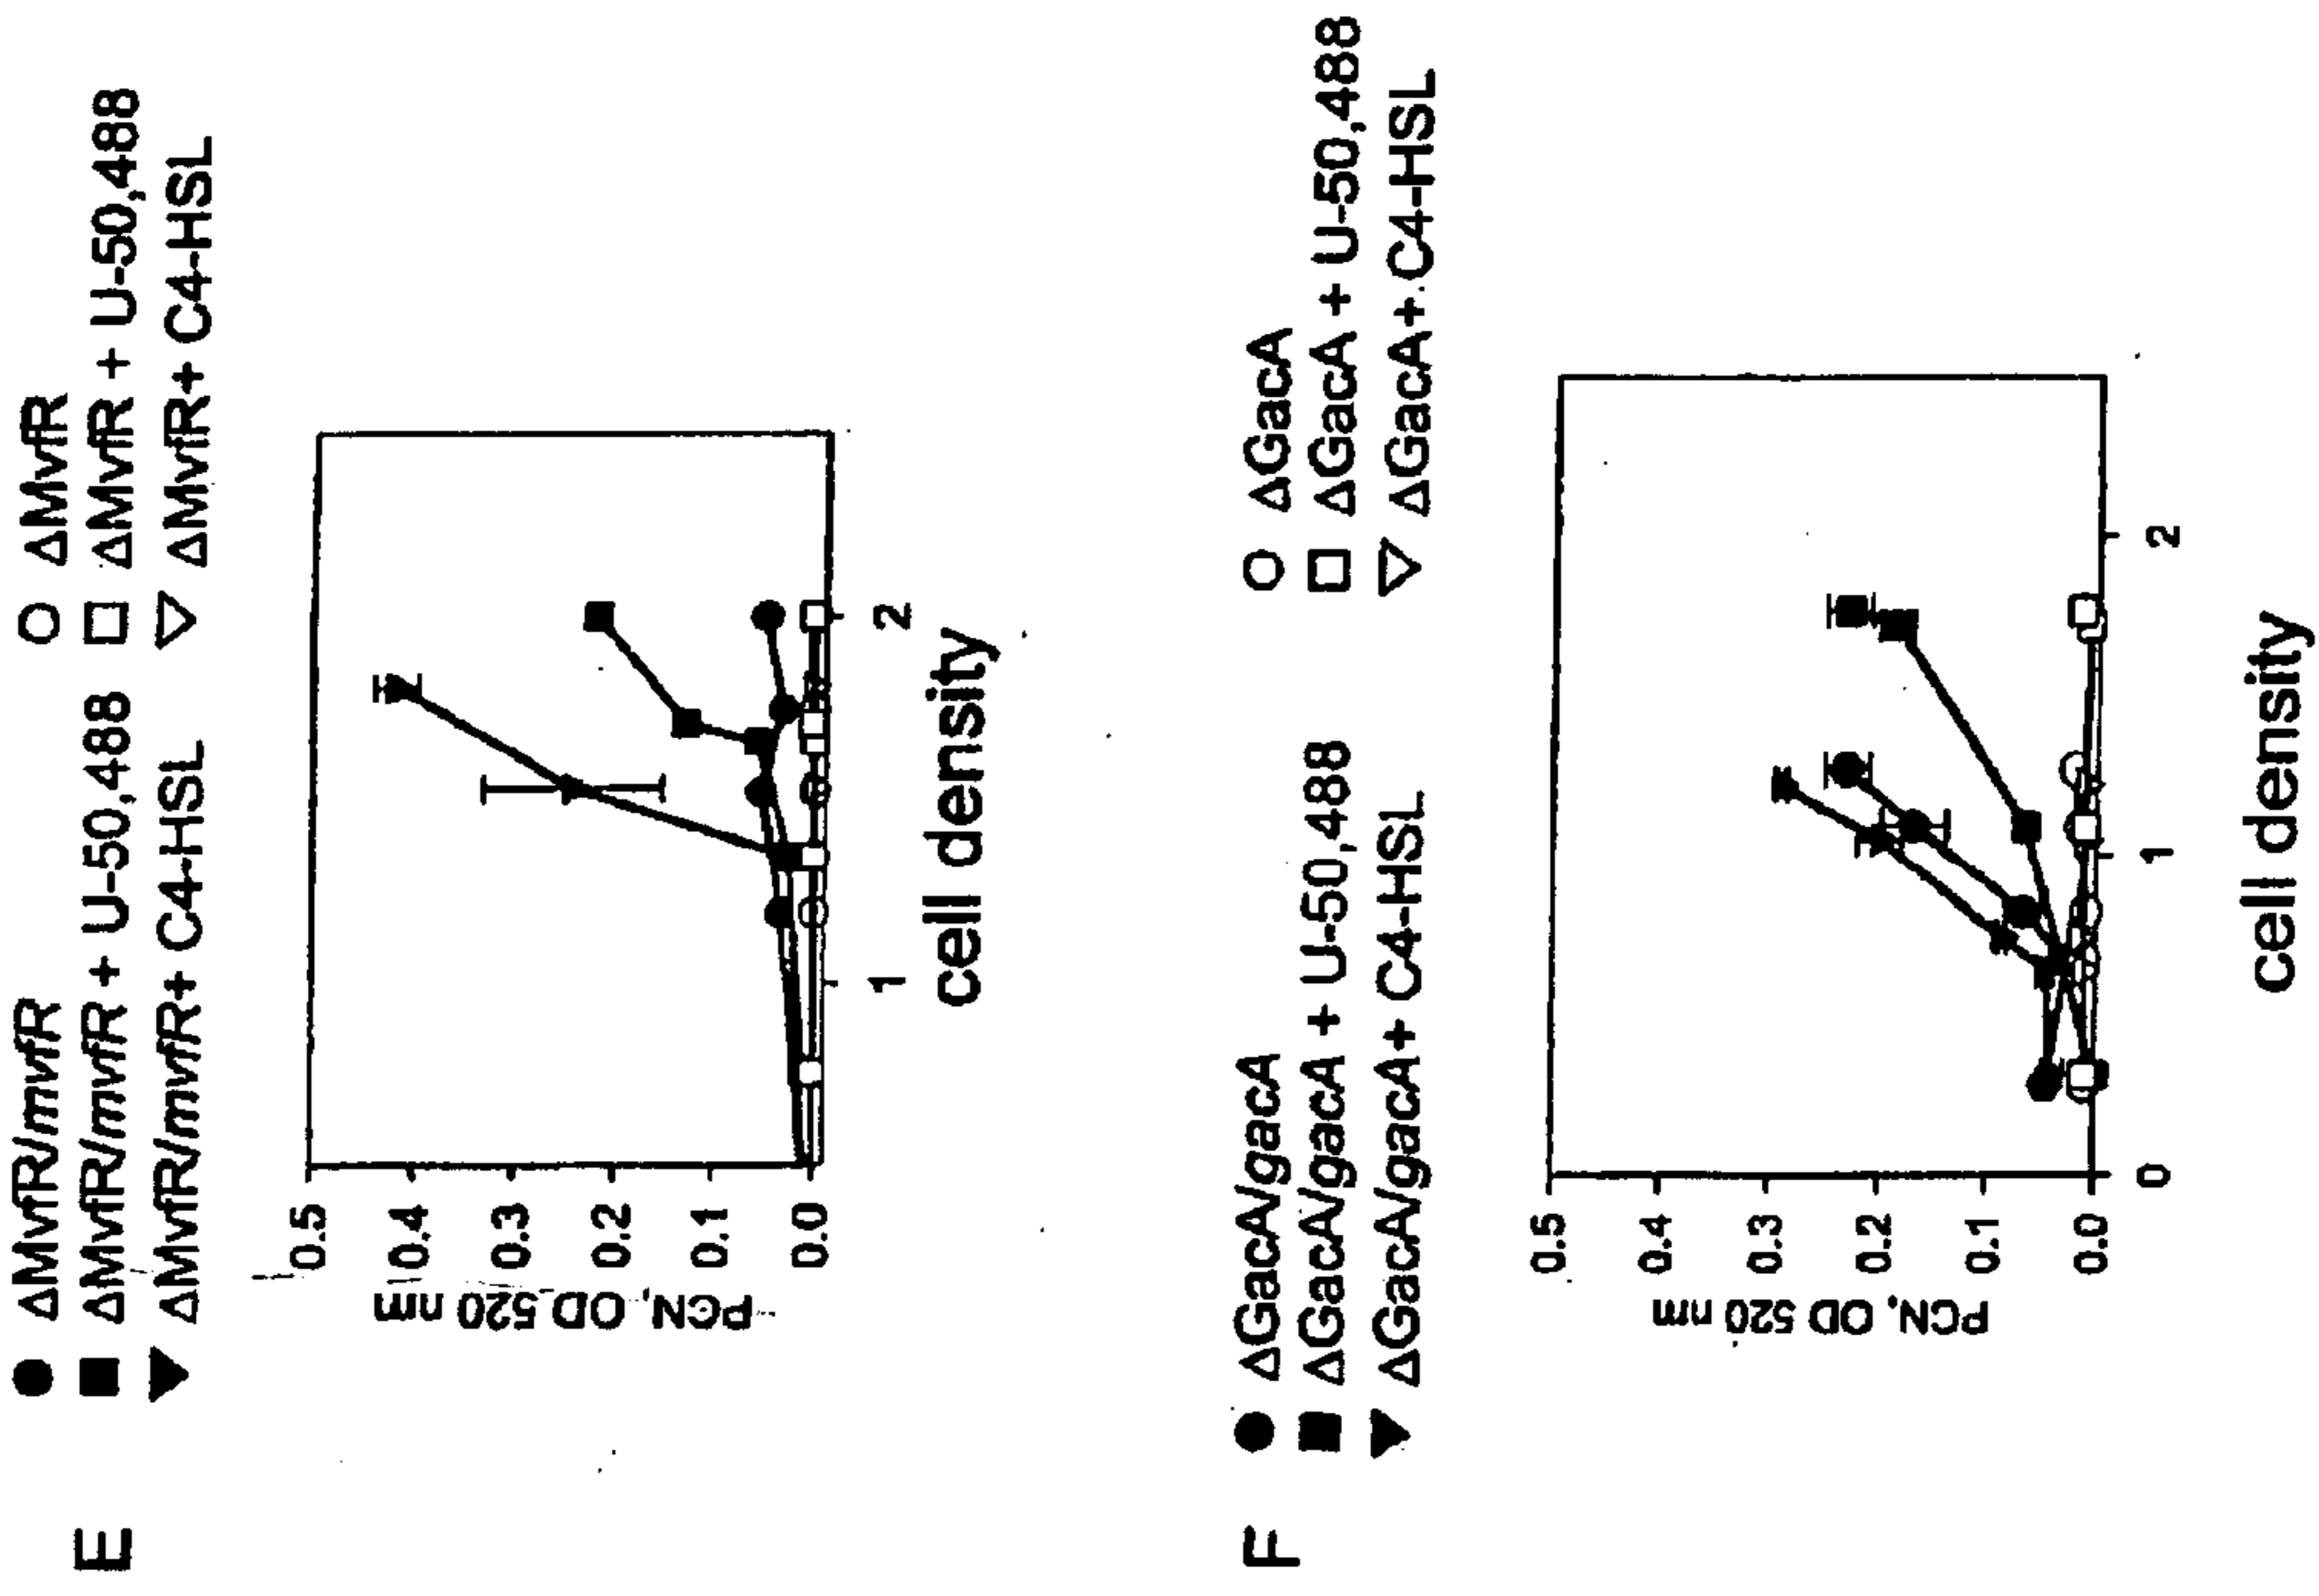 E
ΔMvfR/mvfR
ΔMvfR
ΔMvfR/mvfR + U-50,488
ΔMvfR + U-50,488
ΔMvfR/mvfR+ C4-HSL
ΔMvfR+ C4-HSL
PCN, OD 520 nm
0.5
0.4
0.3
0.2
0.1
0.0
1
2
cell density
F
ΔGacA/gacA
ΔGacA
ΔGacA/gacA + U-50,488
ΔGacA + U-50,488
ΔGacA/gacA+ C4-HSL
ΔGacA+ C4-HSL
PCN, OD 520 nm
0.5
0.4
0.3
0.2
0.1
0.0
0
1
2
cell density